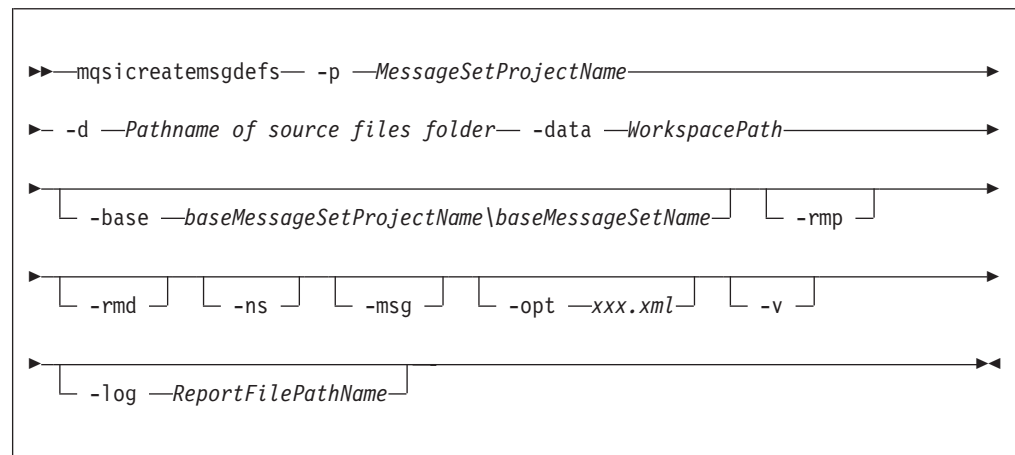 mqsicreatemsgdefs -p MessageSetProjectName
-d Pathname of source files folder -data WorkspacePath
-base baseMessageSetProjectName\baseMessageSetName -rmp
-rmd -ns -msg -opt xxx.xml -v
-log ReportFilePathName